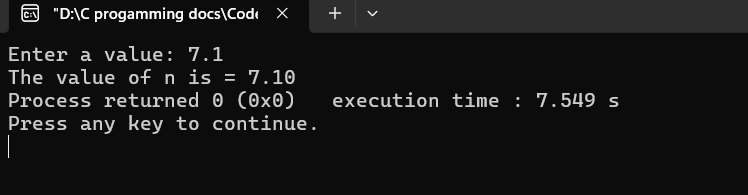 "D:\C progamming docs\Code
Enter a value: 7.1
The value of n is = 7.10
Process returned 0 (0x0)   execution time : 7.549 s
Press any key to continue.